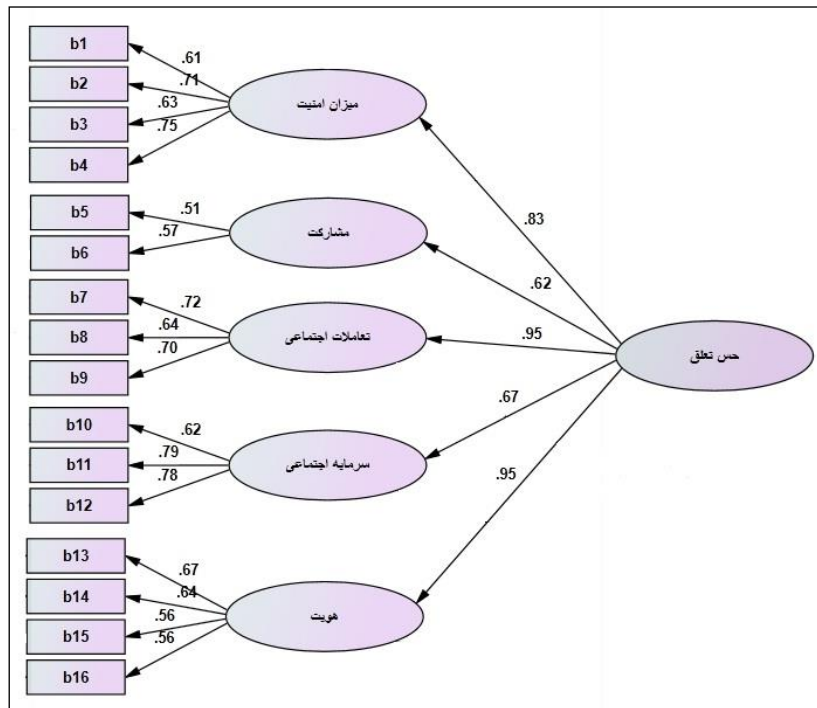 b1
.61
b2
.71
b3
.63
b4
.75
میزان امنیت
b5
.51
b6
.57
مشارکت
b7
.72
b8
.64
b9
.70
تعاملات اجتماعی
b10
.62
b11
.79
b12
.78
سرمایه اجتماعی
b13
.67
b14
.64
b15
.56
b16
.56
هویت
.83
.62
.95
.67
.95
حس تعلق